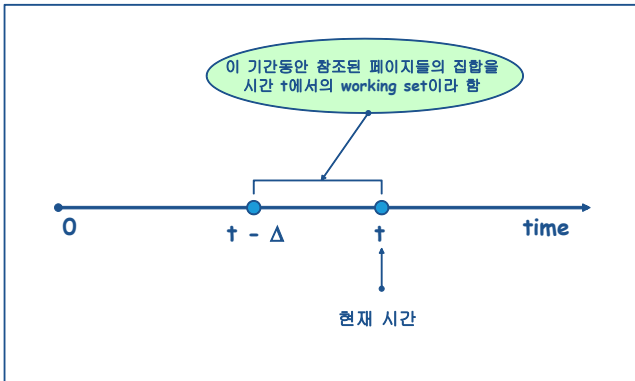 이 기간동안 참조된 페이지들의 집합을
시간 t에서의 working set이라 함
0
t - Δ
t
time
현재 시간